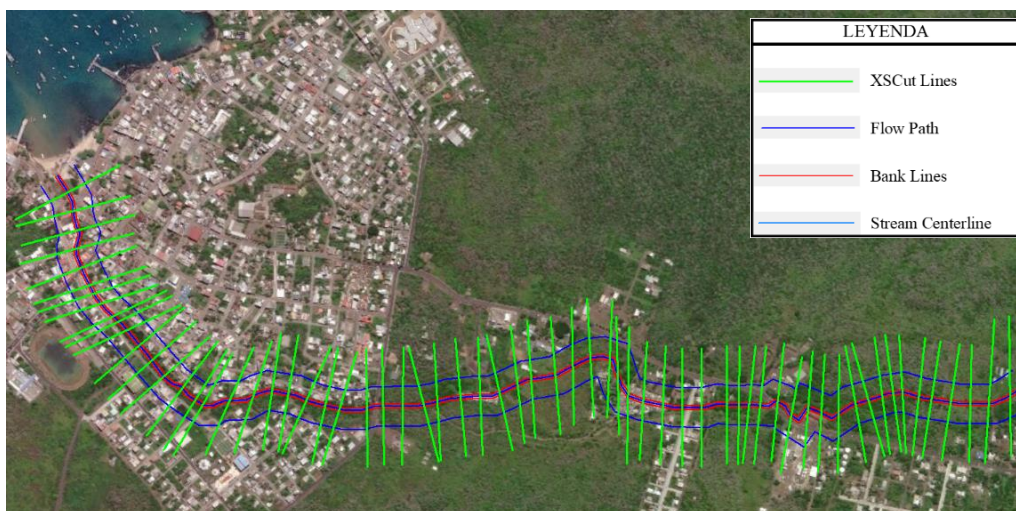 LEYENDA
XSCut Lines
Flow Path
Bank Lines
Stream Centerline